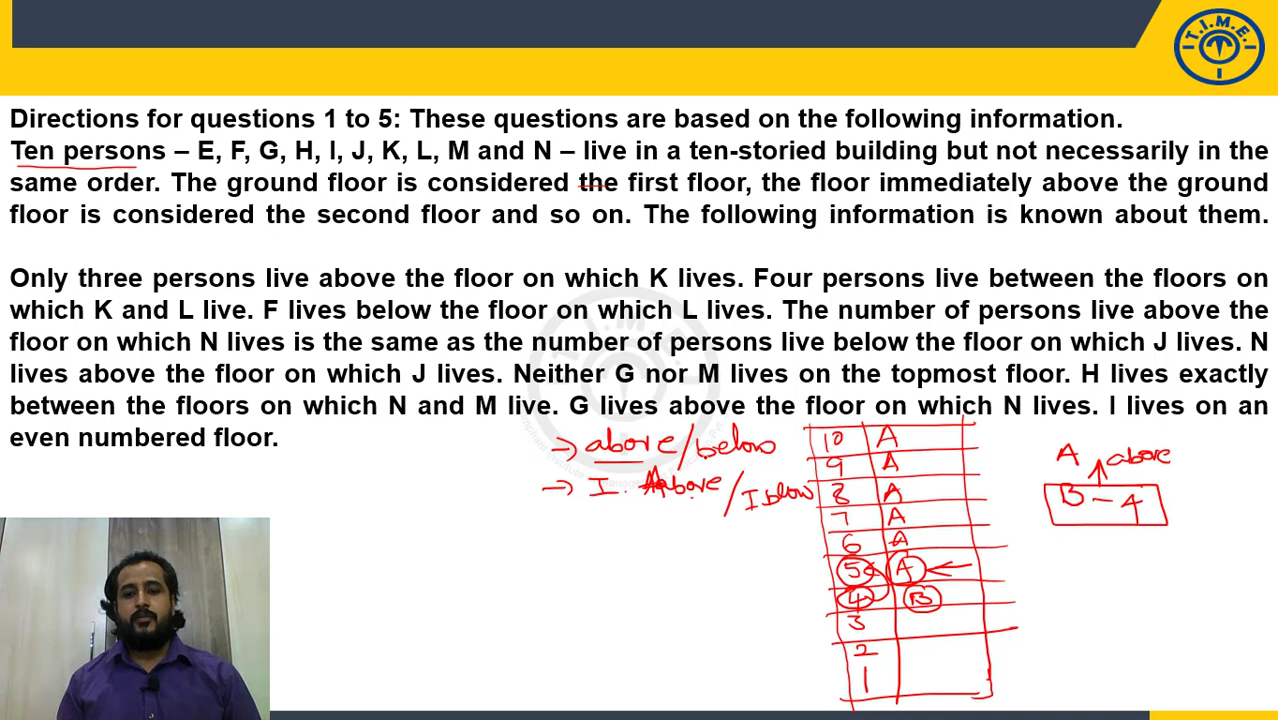 T.I.M.E.
Directions for questions 1 to 5: These questions are based on the following information.
Ten persons – E, F, G, H, I, J, K, L, M and N – live in a ten-storied building but not necessarily in the
same order. The ground floor is considered the first floor, the floor immediately above the ground
floor is considered the second floor and so on. The following information is known about them.
Only three persons live above the floor on which K lives. Four persons live between the floors on
which K and L live. F lives below the floor on which L lives. The number of persons live above the
floor on which N lives is the same as the number of persons live below the floor on which J lives. N
lives above the floor on which J lives. Neither G nor M lives on the topmost floor. H lives exactly
between the floors on which N and M live. G lives above the floor on which N lives. I lives on an
even numbered floor.
→ above/below
→ I. Above/I blow
10 A
9 A
8 A
7 A
6 A
5 A
4 B
3
2
1
A above
B – 4